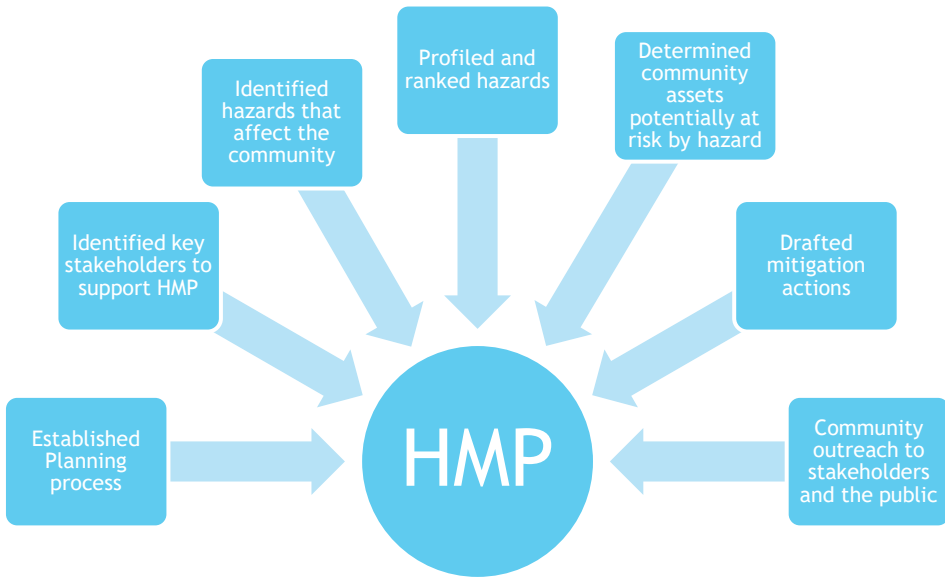 Established
Planning
process
Identified key
stakeholders to
support HMP
Identified
hazards that
affect the
community
Profiled and
ranked hazards
Determined
community
assets
potentially at
risk by hazard
Drafted
mitigation
actions
Community
outreach to
stakeholders
and the public
HMP